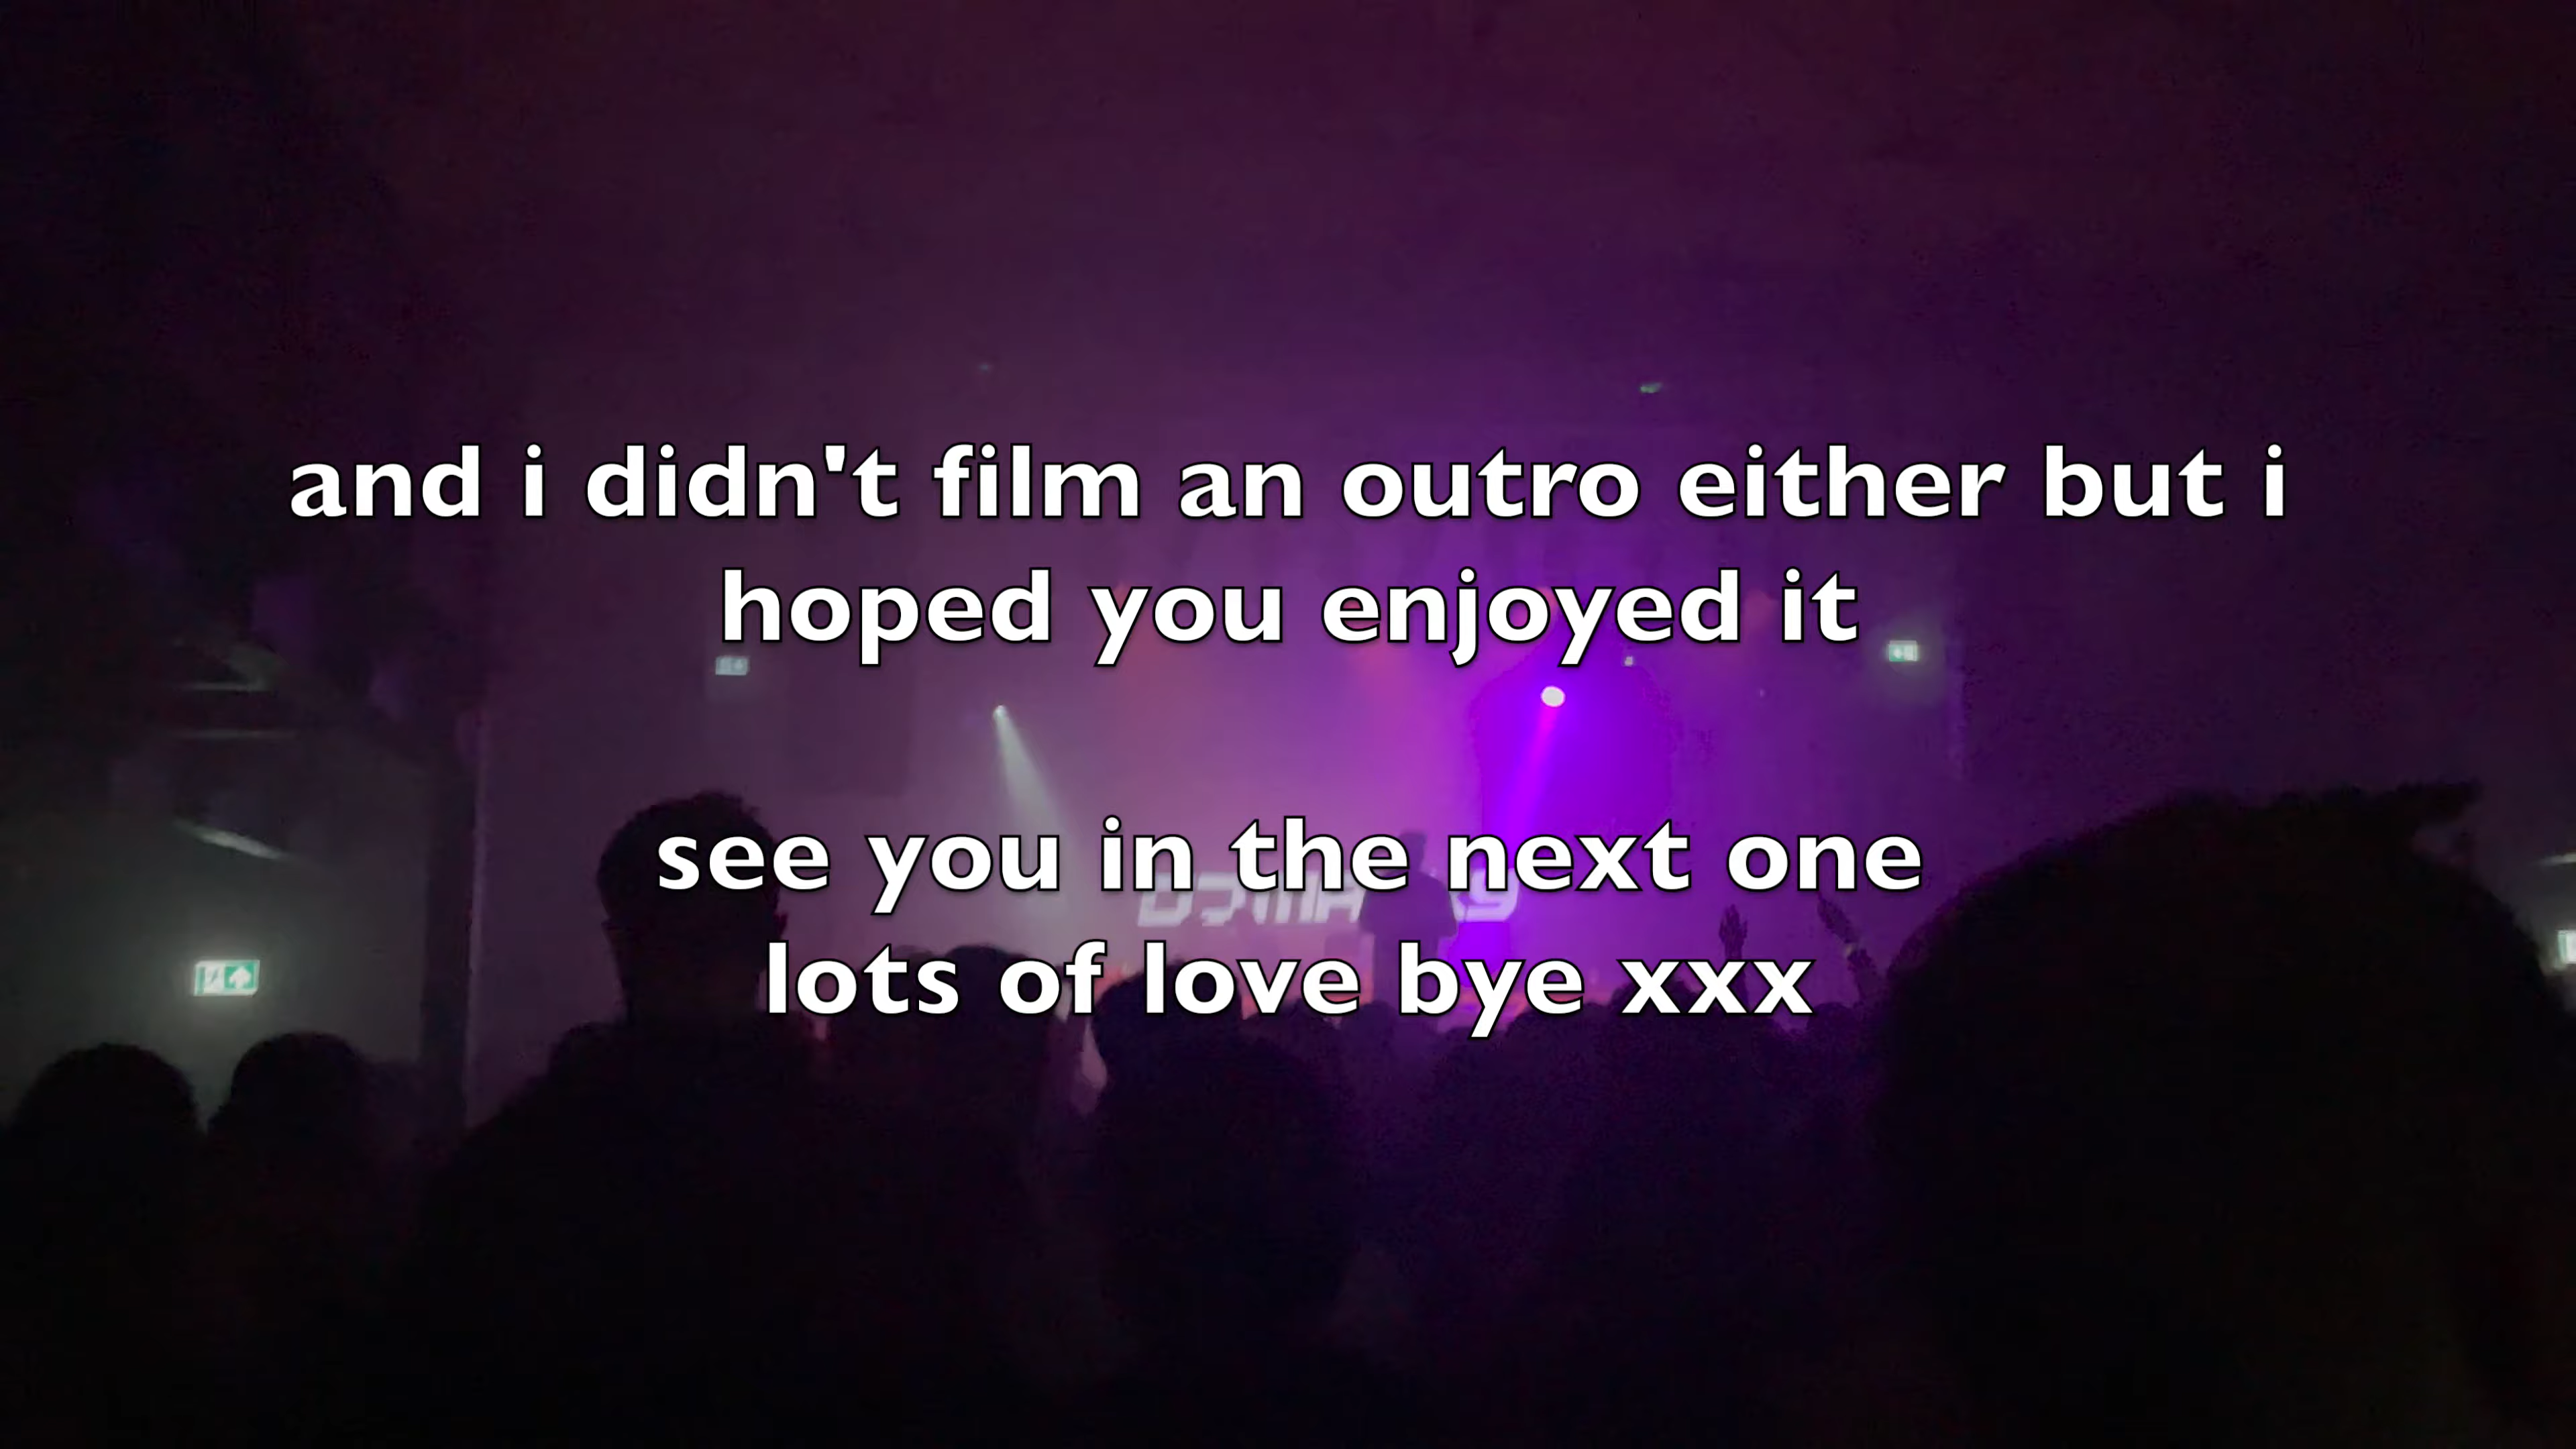 and i didn't film an outro either but i
hoped you enjoyed it
see you in the next one
lots of love bye xxx